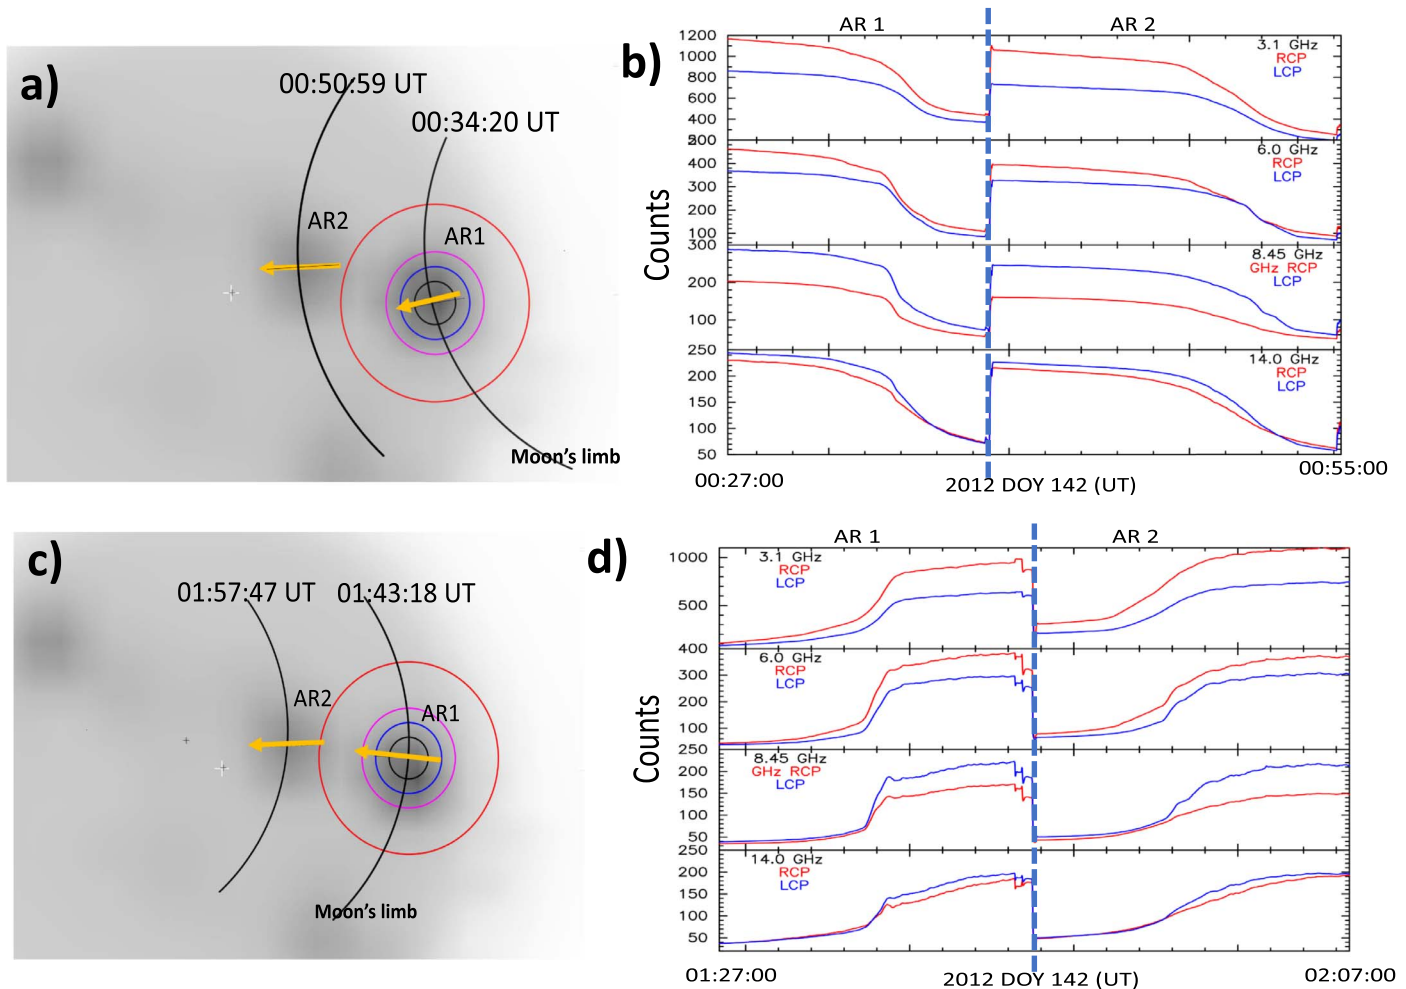 a)
00:50:59 UT
00:34:20 UT
AR2
AR1
Moon's limb
b)
AR 1
AR 2
Counts
1200
1000
800
600
400
3.1 GHz
RCP
LCP
400
300
200
100
6.0 GHz
RCP
LCP
300
200
100
8.45
GHz RCP
LCP
250
200
150
100
50
14.0 GHz
RCP
LCP
00:27:00
2012 DOY 142 (UT)
00:55:00
c)
01:57:47 UT
01:43:18 UT
AR2
AR1
Moon's limb
d)
AR 1
AR 2
Counts
1000
500
3.1 GHz
RCP
LCP
400
300
200
100
6.0 GHz
RCP
LCP
250
200
150
100
50
8.45 GHz
GHz RCP
LCP
250
200
150
100
50
14.0 GHz
RCP
LCP
01:27:00
2012 DOY 142 (UT)
02:07:00